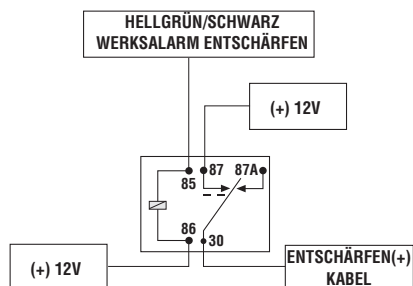 HELLGRÜN/SCHWARZ
WERKSALARM ENTSCHÄRFEN
(+) 12V
87 87A
85
86
30
(+) 12V
ENTSCHÄRFEN(+)
KABEL